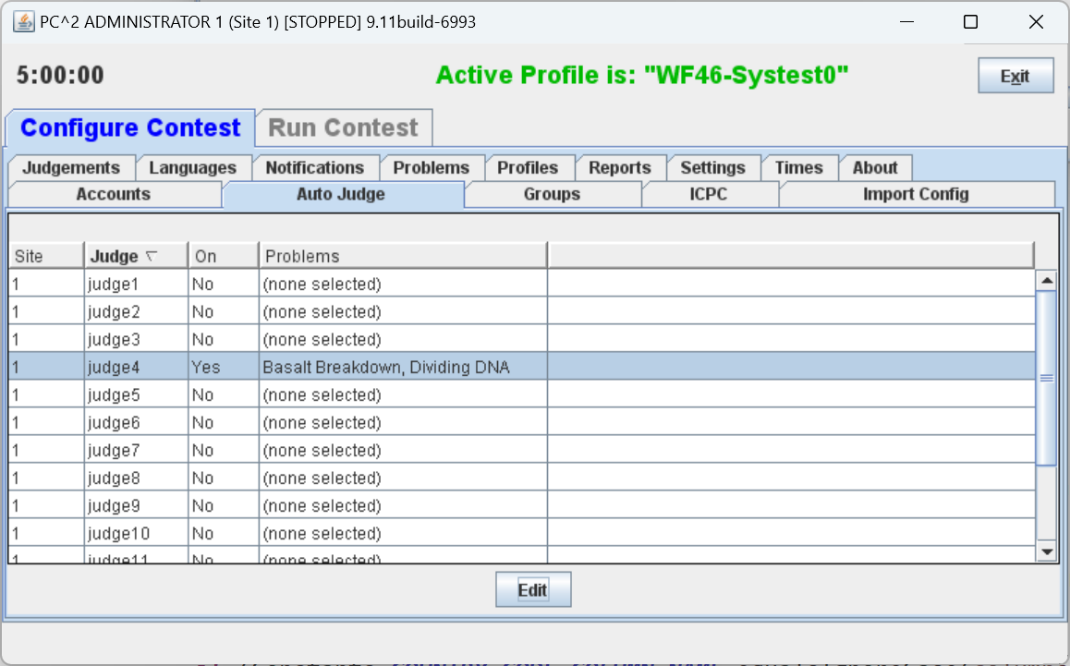 PC^2 ADMINISTRATOR 1 (Site 1) [STOPPED] 9.11build-6993
5:00:00 Active Profile is: "WF46-Systest0" Exit
Configure Contest Run Contest
Judgements Languages Notifications Problems Profiles Reports Settings Times About
Accounts Auto Judge Groups ICPC Import Config
Site Judge On Problems
1 judge1 No (none selected)
1 judge2 No (none selected)
1 judge3 No (none selected)
1 judge4 Yes Basalt Breakdown, Dividing DNA
1 judge5 No (none selected)
1 judge6 No (none selected)
1 judge7 No (none selected)
1 judge8 No (none selected)
1 judge9 No (none selected)
1 judge10 No (none selected)
1 judge11 No (none selected)
Edit